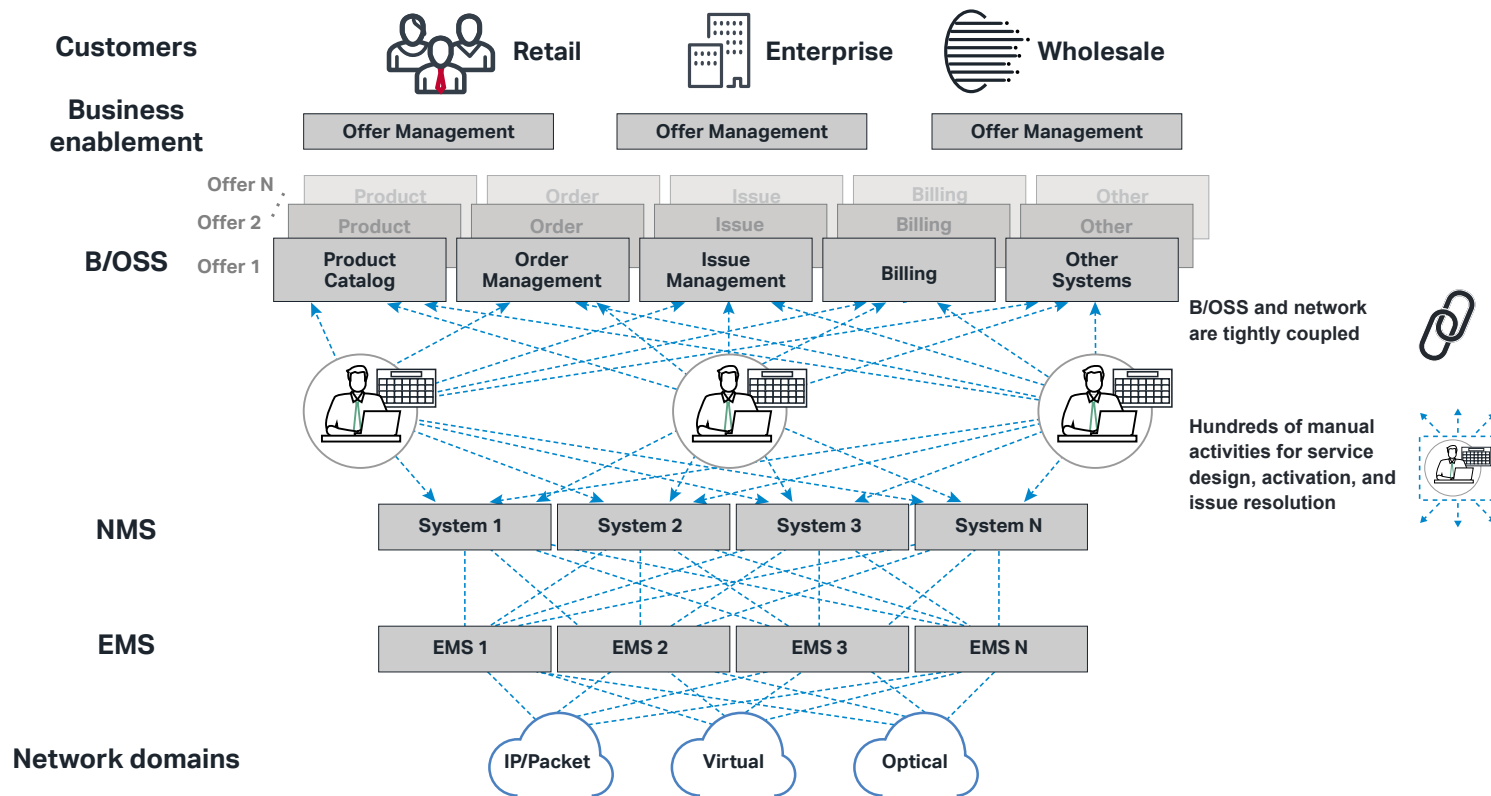 Customers
Retail
Enterprise
Wholesale
Business
enablement
Offer Management
Offer Management
Offer Management
Offer N
Product
Order
Issue
Billing
Other
Offer 2
Product
Order
Issue
Billing
Other
B/OSS
Offer 1
Product
Catalog
Order
Management
Issue
Management
Billing
Other
Systems
B/OSS and network
are tightly coupled
Hundreds of manual
activities for service
design, activation, and
issue resolution
NMS
System 1
System 2
System 3
System N
EMS
EMS 1
EMS 2
EMS 3
EMS N
Network domains
IP/Packet
Virtual
Optical